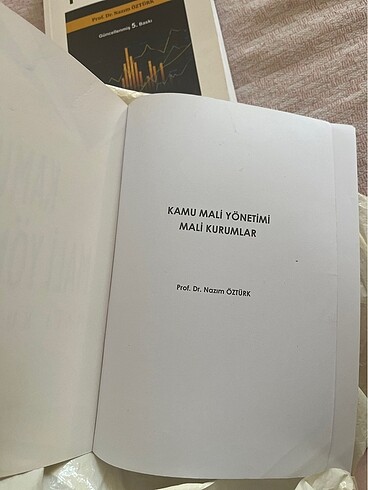 Prof. Dr. Nazım ÖZTÜRK
Güncellenmiş 5. Baskı
KAMU MALİ YÖNETİMİ
MALİ KURUMLAR
Prof. Dr. Nazım ÖZTÜRK